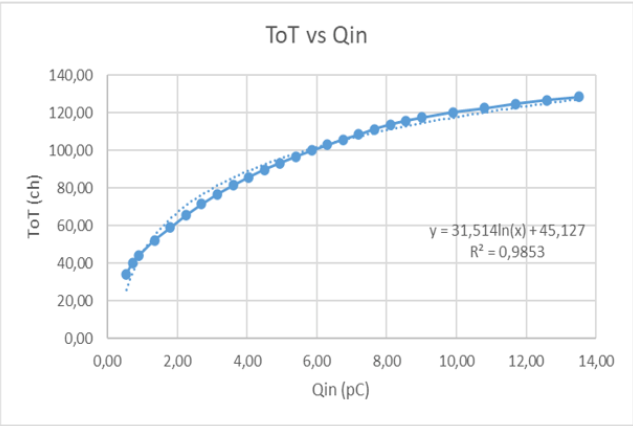 ToT vs Qin
140,00
120,00
100,00
80,00
60,00
40,00
20,00
0,00
ToT (ch)
y = 31,514ln(x) + 45,127
R² = 0,9853
0,00 2,00 4,00 6,00 8,00 10,00 12,00 14,00
Qin (pC)